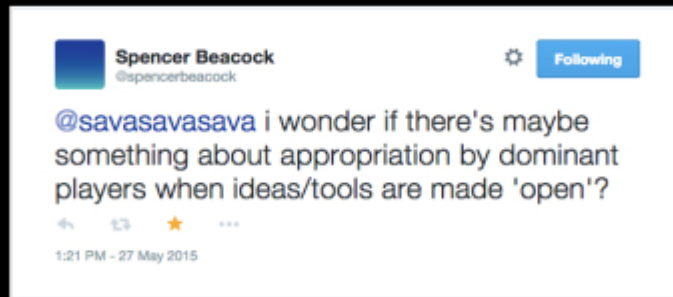 Spencer Beacock
@spencerbeacock
Following
@savasavasava i wonder if there's maybe
something about appropriation by dominant
players when ideas/tools are made 'open'?
1:21 PM - 27 May 2015